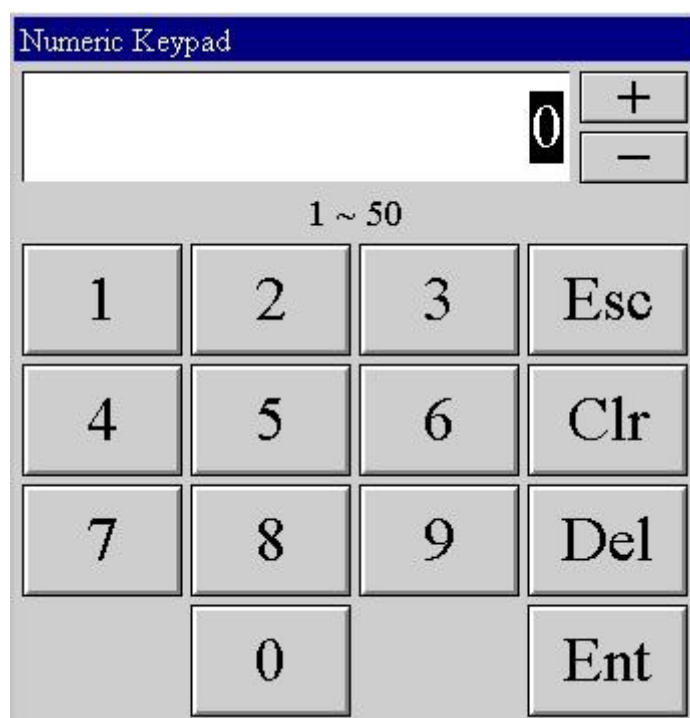 Numeric Keypad
0 +
−
1 ~ 50
1 2 3 Esc
4 5 6 Clr
7 8 9 Del
0 Ent